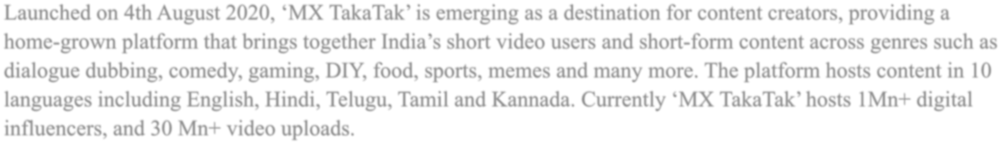 Launched on 4th August 2020, ‘MX TakaTak’ is emerging as a destination for content creators, providing a
home-grown platform that brings together India’s short video users and short-form content across genres such as
dialogue dubbing, comedy, gaming, DIY, food, sports, memes and many more. The platform hosts content in 10
languages including English, Hindi, Telugu, Tamil and Kannada. Currently ‘MX TakaTak’ hosts 1Mn+ digital
influencers, and 30 Mn+ video uploads.